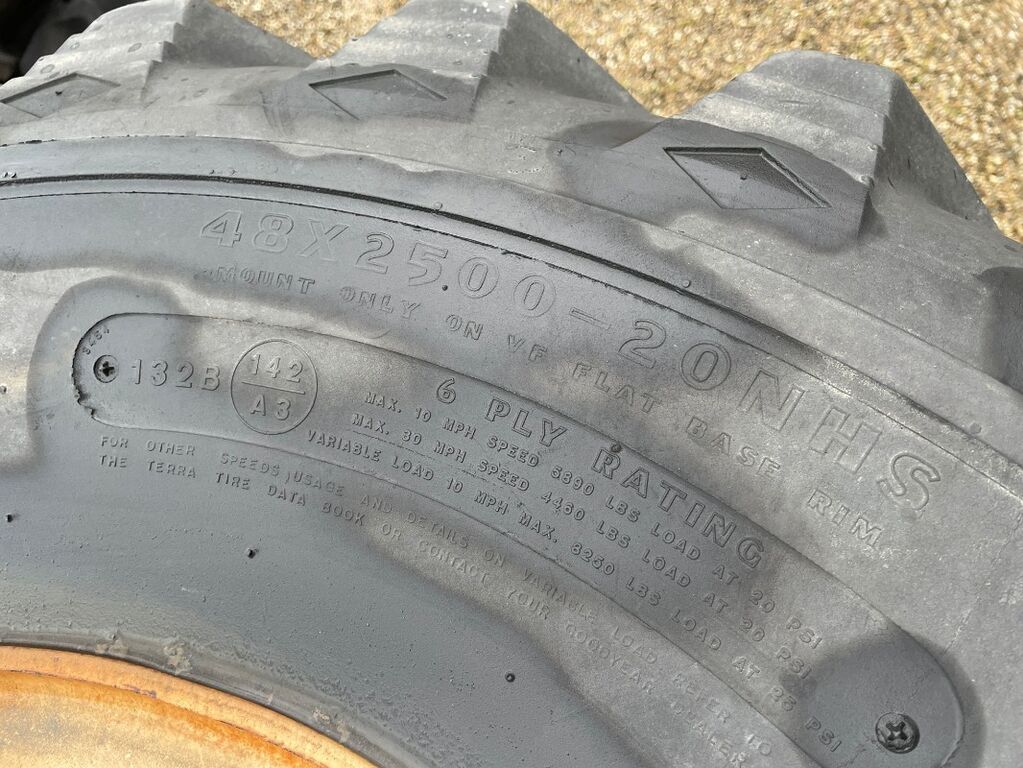 48X2500-20NHS
MOUNT ONLY ON VF FLAT BASE RIM
132B
142
A3
6 PLY RATING
MAX. 10 MPH SPEED 5890 LBS LOAD AT 20 PSI
MAX. 30 MPH SPEED 4460 LBS LOAD AT 20 PSI
VARIABLE LOAD 10 MPH MAX. 8250 LBS LOAD AT 25 PSI
FOR OTHER SPEEDS, USAGE AND DETAILS ON VARIABLE LOAD REFER TO
THE TERRA TIRE DATA BOOK OR CONTACT YOUR GOODYEAR DEALER